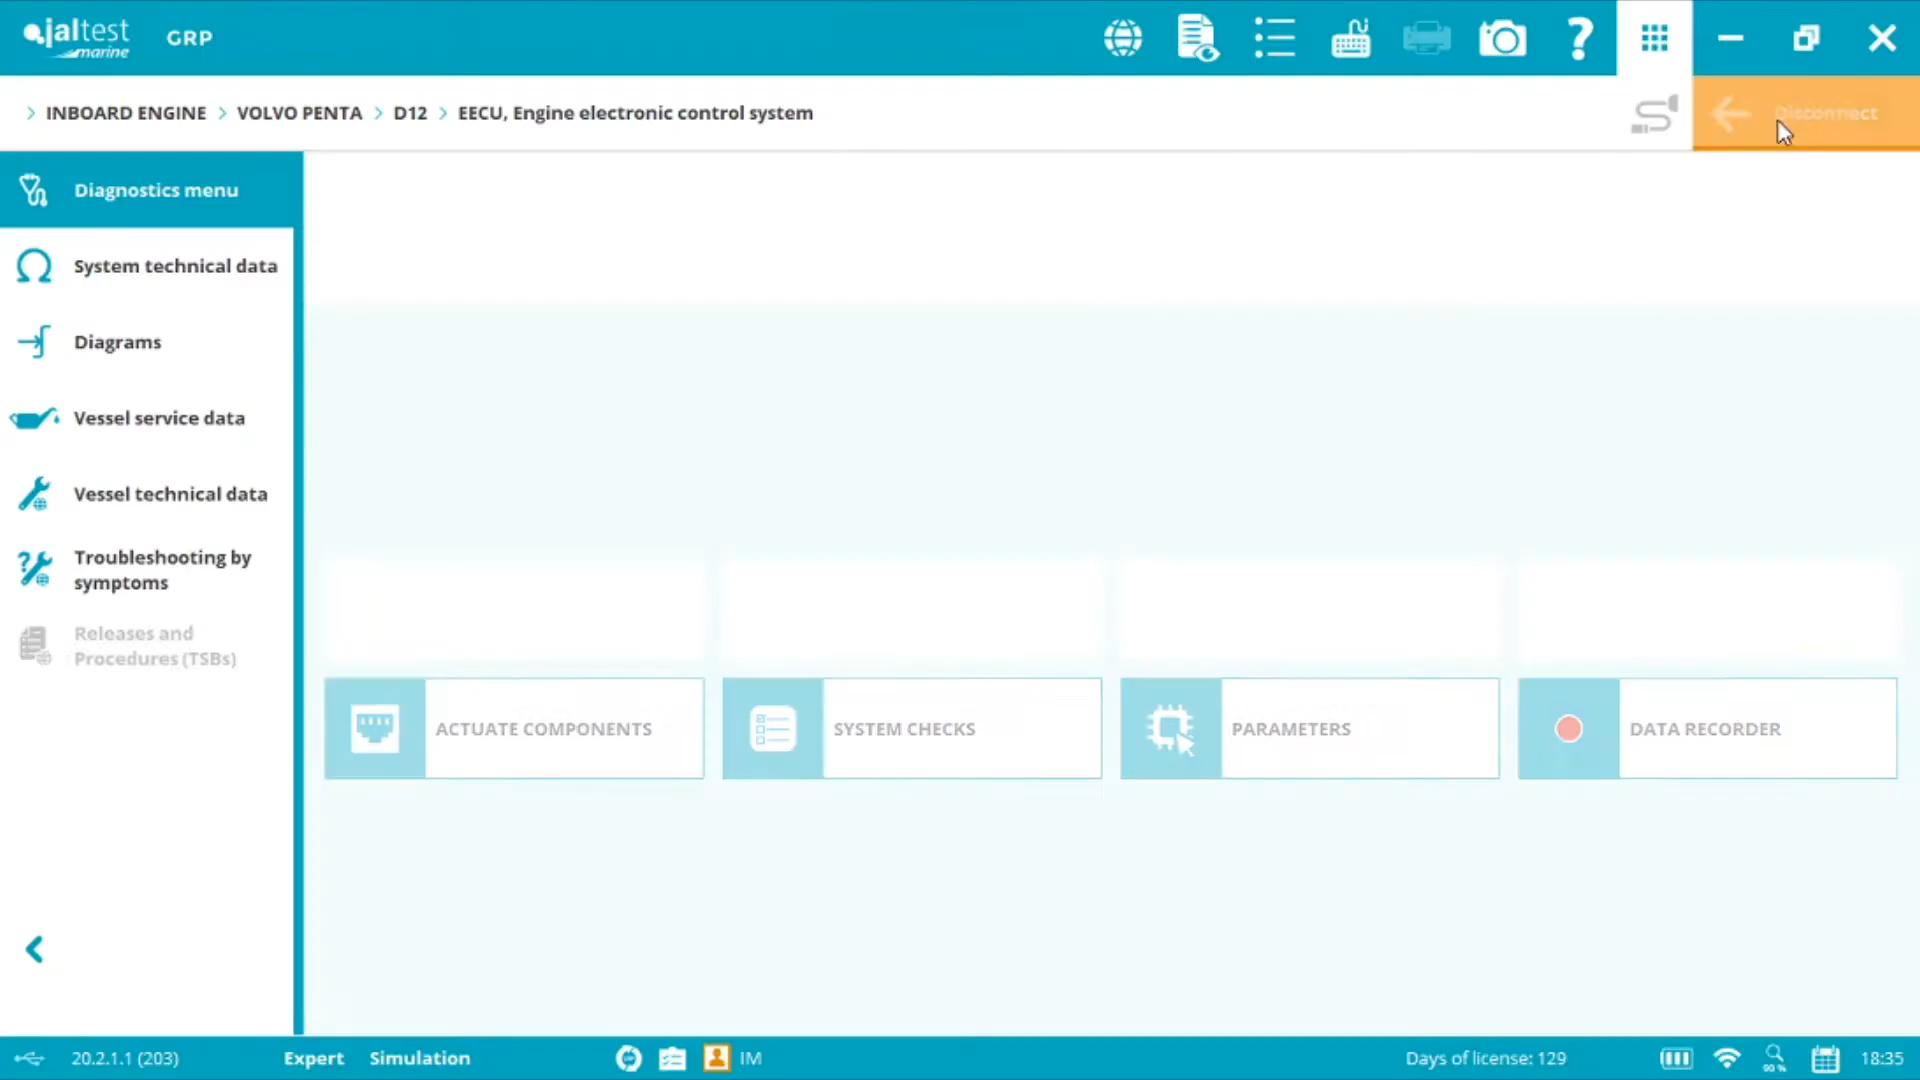 jaltest
marine
GRP
INBOARD ENGINE > VOLVO PENTA > D12 > EECU, Engine electronic control system
Disconnect
Diagnostics menu
System technical data
Diagrams
Vessel service data
Vessel technical data
Troubleshooting by
symptoms
Releases and
Procedures (TSBs)
ACTUATE COMPONENTS
SYSTEM CHECKS
PARAMETERS
DATA RECORDER
20.2.1.1 (203)
Expert
Simulation
IM
Days of license: 129
90 %
18:35